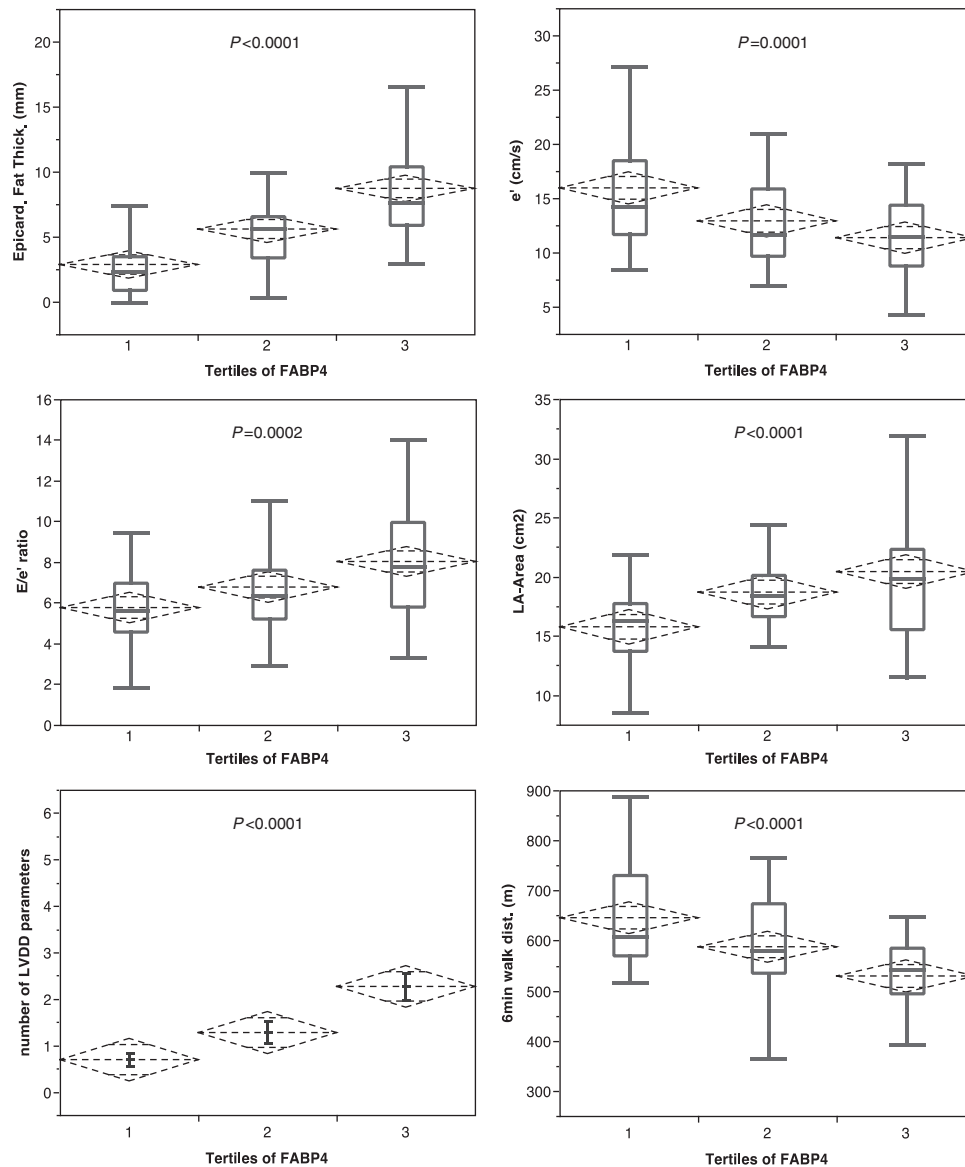 P<0.0001
Epicard. Fat Thick. (mm)
20
15
10
5
0
1 2 3
Tertiles of FABP4
P=0.0001
e' (cm/s)
30
25
20
15
10
5
1 2 3
Tertiles of FABP4
P=0.0002
E/e' ratio
16
14
12
10
8
6
4
2
0
1 2 3
Tertiles of FABP4
P<0.0001
LA-Area (cm2)
35
30
25
20
15
10
1 2 3
Tertiles of FABP4
P<0.0001
number of LVDD parameters
6
5
4
3
2
1
0
1 2 3
Tertiles of FABP4
P<0.0001
6min walk dist. (m)
900
800
700
600
500
400
300
1 2 3
Tertiles of FABP4